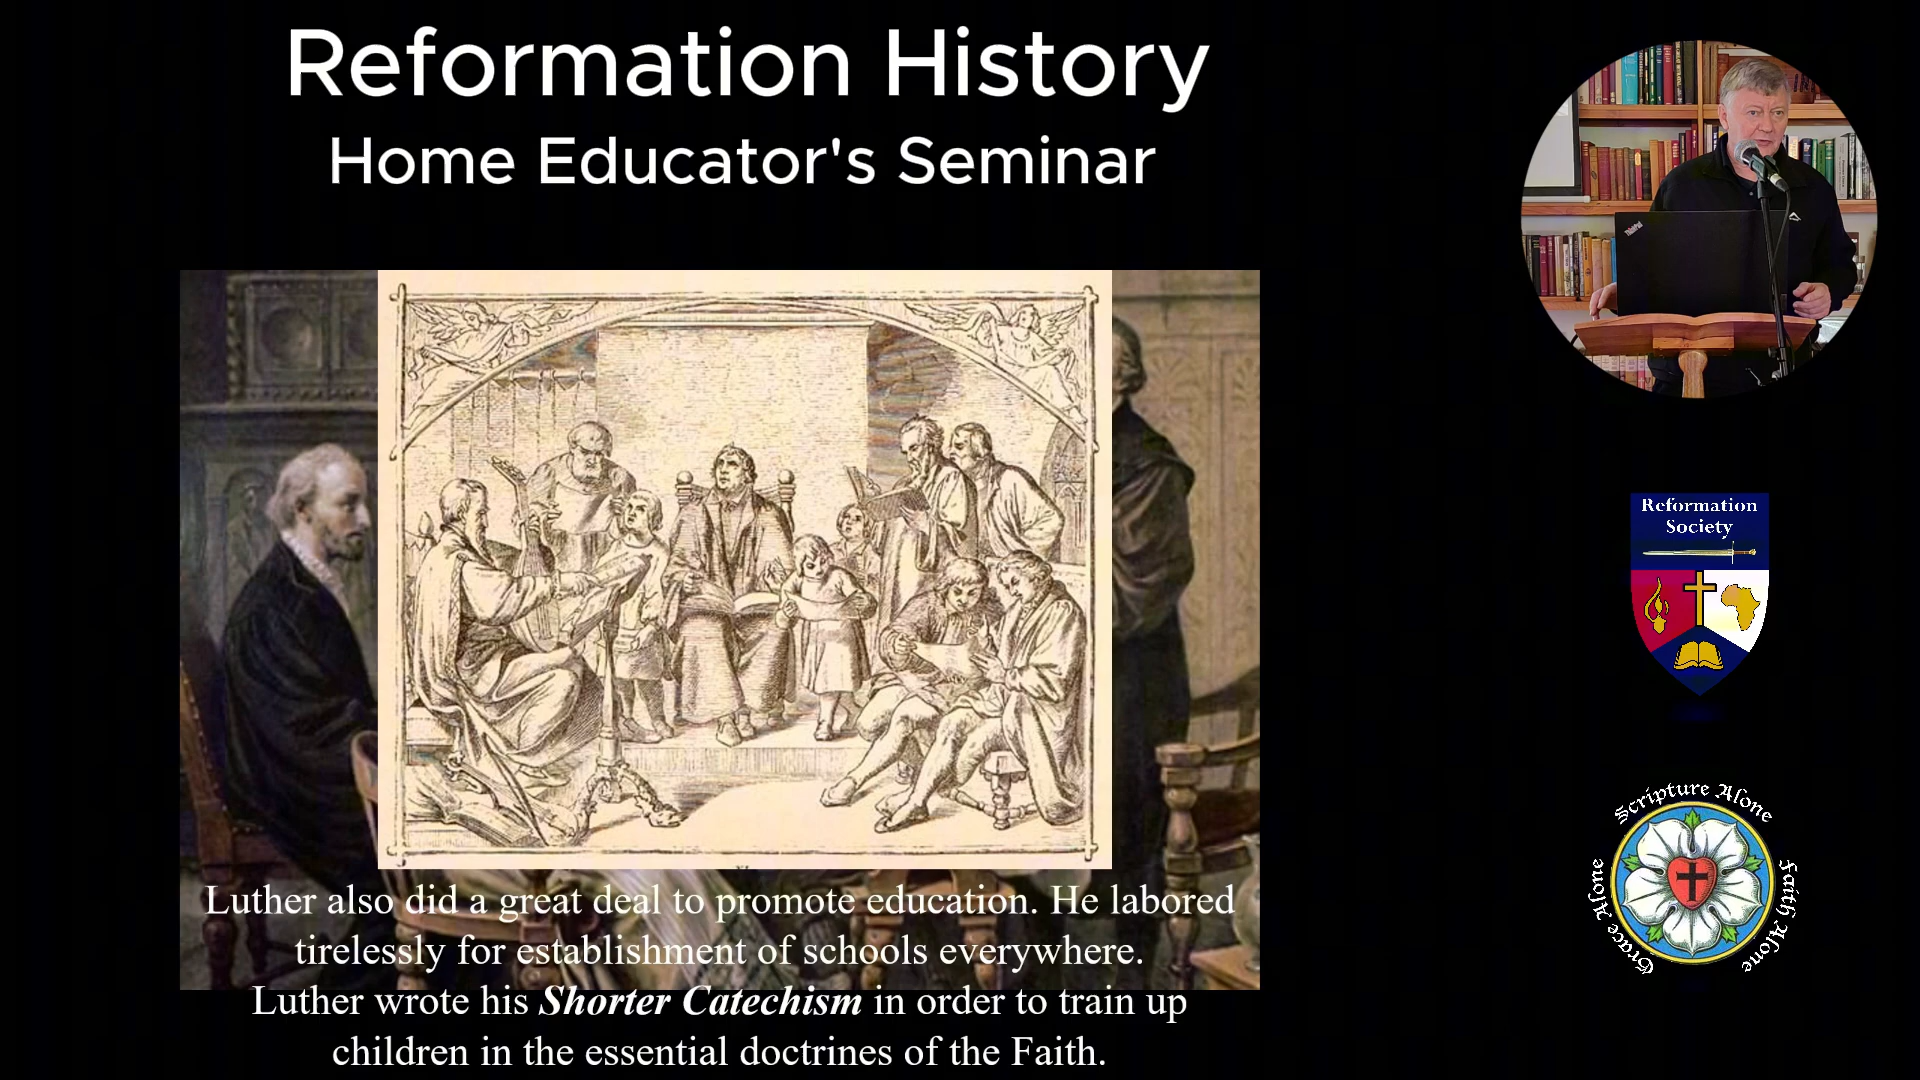 Reformation History
Home Educator's Seminar
ThinkPad
Reformation
Society
Luther also did a great deal to promote education. He labored
tirelessly for establishment of schools everywhere.
Luther wrote his Shorter Catechism in order to train up
children in the essential doctrines of the Faith.
Scripture Alone
Faith Alone
Grace Alone